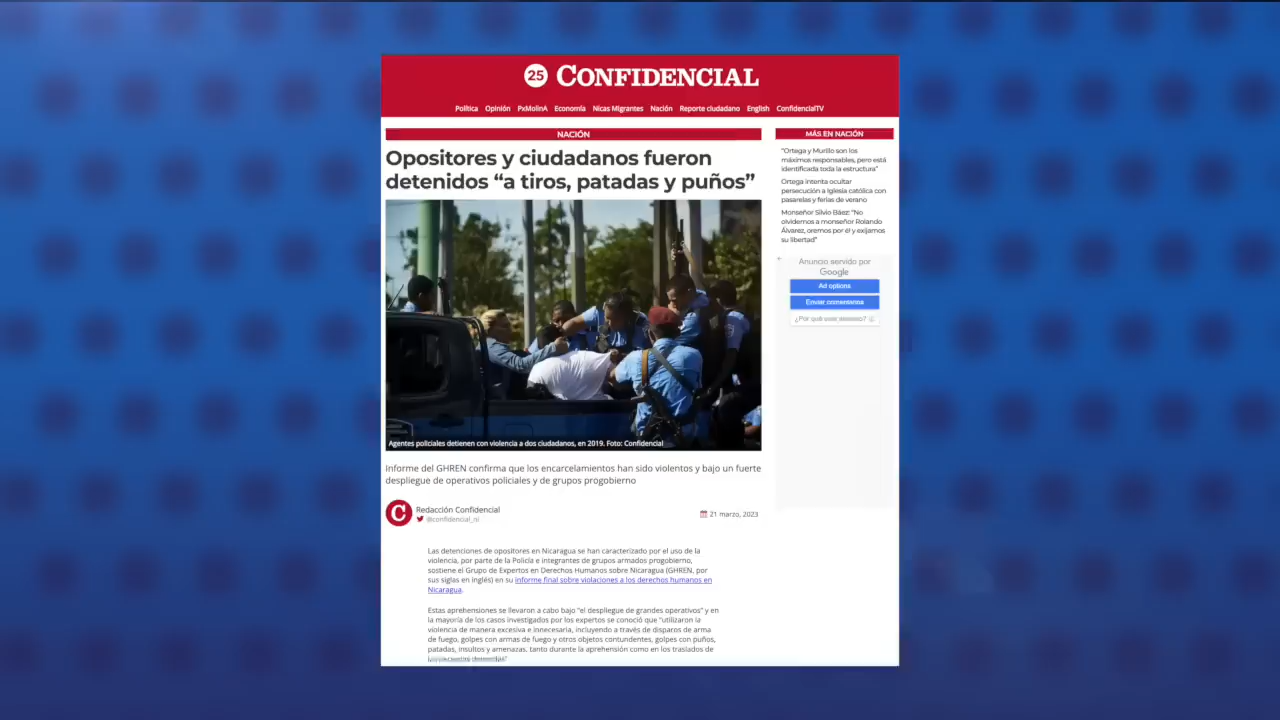 25 CONFIDENCIAL
Política Opinión PxMolinA Economía Nicas Migrantes Nación Reporte ciudadano English ConfidencialTV
NACIÓN
Opositores y ciudadanos fueron
detenidos “a tiros, patadas y puños”
Agentes policiales detienen con violencia a dos ciudadanos, en 2019. Foto: Confidencial
Informe del GHREN confirma que los encarcelamientos han sido violentos y bajo un fuerte
despliegue de operativos policiales y de grupos progobierno
C
Redacción Confidencial
@confidencial_ni
21 marzo, 2023
Las detenciones de opositores en Nicaragua se han caracterizado por el uso de la
violencia, por parte de la Policía e integrantes de grupos armados progobierno,
sostiene el Grupo de Expertos en Derechos Humanos sobre Nicaragua (GHREN, por
sus siglas en inglés) en su informe final sobre violaciones a los derechos humanos en
Nicaragua.
Estas aprehensiones se llevaron a cabo bajo “el despliegue de grandes operativos” y en
la mayoría de los casos investigados por los expertos se conoció que “utilizaron la
violencia de manera excesiva e innecesaria, incluyendo a través de disparos de arma
de fuego, golpes con armas de fuego y otros objetos contundentes, golpes con puños,
patadas, insultos y amenazas, tanto durante la aprehensión como en los traslados de
MÁS EN NACIÓN
“Ortega y Murillo son los
máximos responsables, pero está
identificada toda la estructura”
Ortega intenta ocultar
persecución a Iglesia católica con
pasarelas y ferias de verano
Monseñor Silvio Báez: “No
olvidemos a monseñor Rolando
Álvarez, oremos por él y exijamos
su libertad”
Anuncio servido por
Google
Ad options
Enviar comentarios
¿Por qué este anuncio?